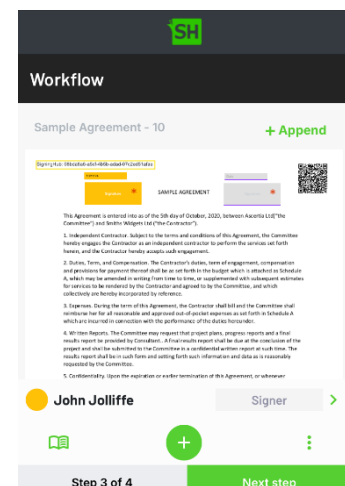 SH
Workflow
Sample Agreement - 10
+ Append
SAMPLE AGREEMENT
This Agreement is entered into as of the 5th day of October, 2020, between Ascertia Ltd("the
Committee") and Smiths Widgets Ltd ("the Contractor").
1. Independent Contractor. Subject to the terms and conditions of this Agreement, the Committee
hereby engages the Contractor as an independent contractor to perform the services set forth
herein, and the Contractor hereby accepts such engagement.
2. Duties, Term, and Compensation. The Contractor's duties, term of engagement, compensation
and provisions for payment thereof shall be as set forth in the budget which is attached as Schedule
A, which may be amended in writing from time to time, or supplemented with subsequent estimates
for services to be rendered by the Contractor and agreed to by the Committee, and which
collectively are hereby incorporated by reference.
3. Expenses. During the term of this Agreement, the Contractor shall bill and the Committee shall
reimburse her for all reasonable and approved out-of-pocket expenses as set forth in Schedule A
which are incurred in connection with the performance of the duties hereunder.
4. Written Reports. The Committee may request that project plans, progress reports and a final
results report be provided by Consultant. A final results report shall be due at the conclusion of the
project and shall be submitted to the Committee in a confidential written report at such time. The
results report shall be in such form and setting forth such information and data as is reasonably
requested by the Committee.
5. Confidentiality. Upon the expiration or earlier termination of this Agreement, or whenever
John Jolliffe
Signer
Step 3 of 4
Next step